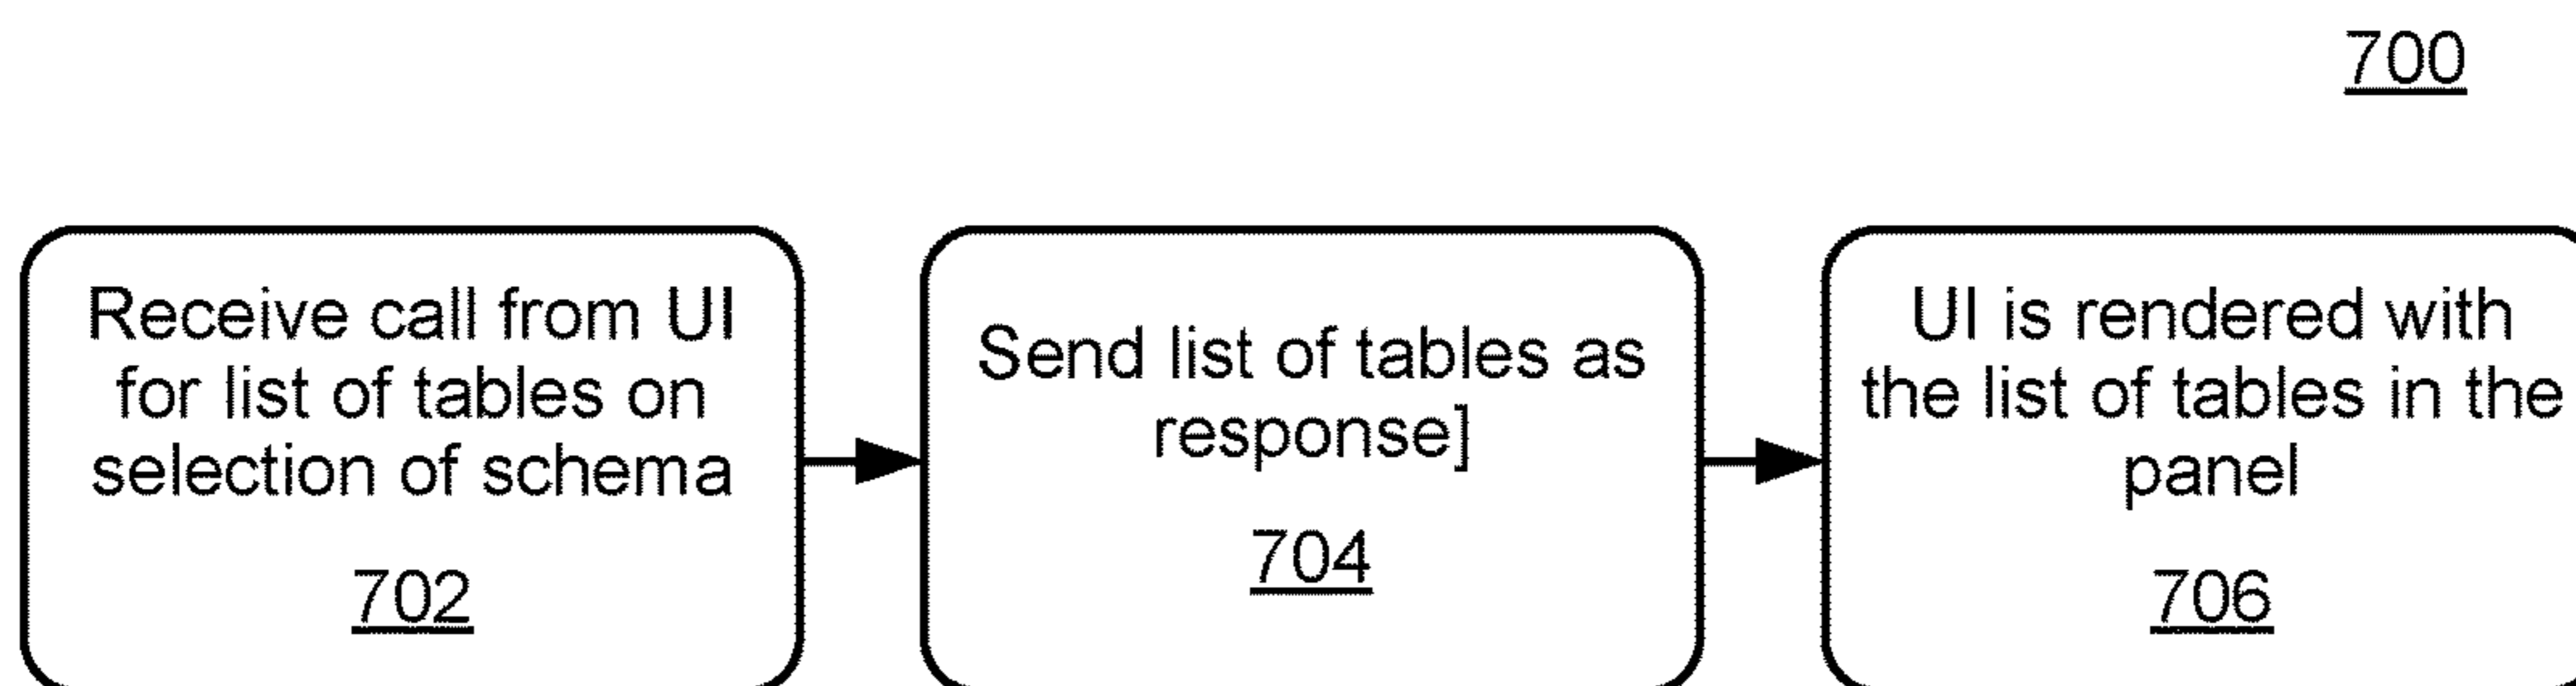 700
Receive call from UI
for list of tables on
selection of schema
702
Send list of tables as
response]
704
UI is rendered with
the list of tables in the
panel
706